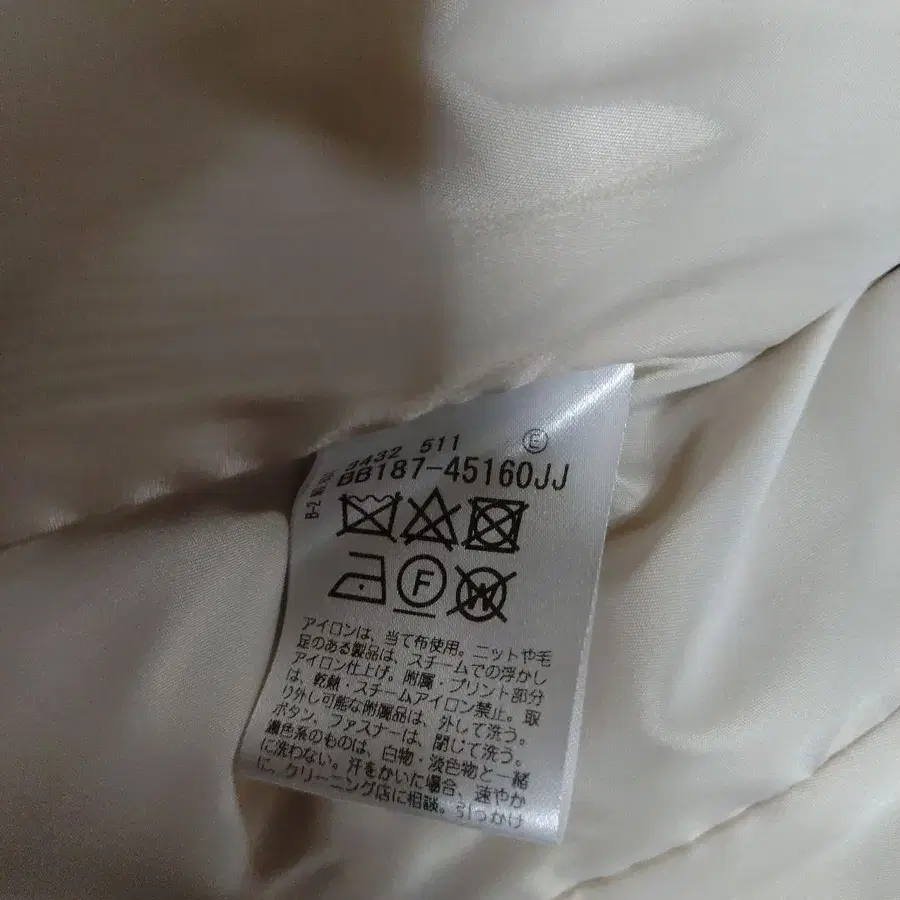 3432 511 Ⓔ
BB187-45160JJ
F
W
アイロンは、当て布使用。ニットや毛
足のある製品は、スチームでの浮かし
アイロン仕上げ。附属・プリント部分
は、乾熱・スチームアイロン禁止。取
り外し可能な附属品は、外して洗う。
ボタン、ファスナーは、閉じて洗う。
濃色系のものは、白物・淡色物と一緒
に洗わない。汗をかいた場合、速やか
に、クリーニング店に相談。引つかけ